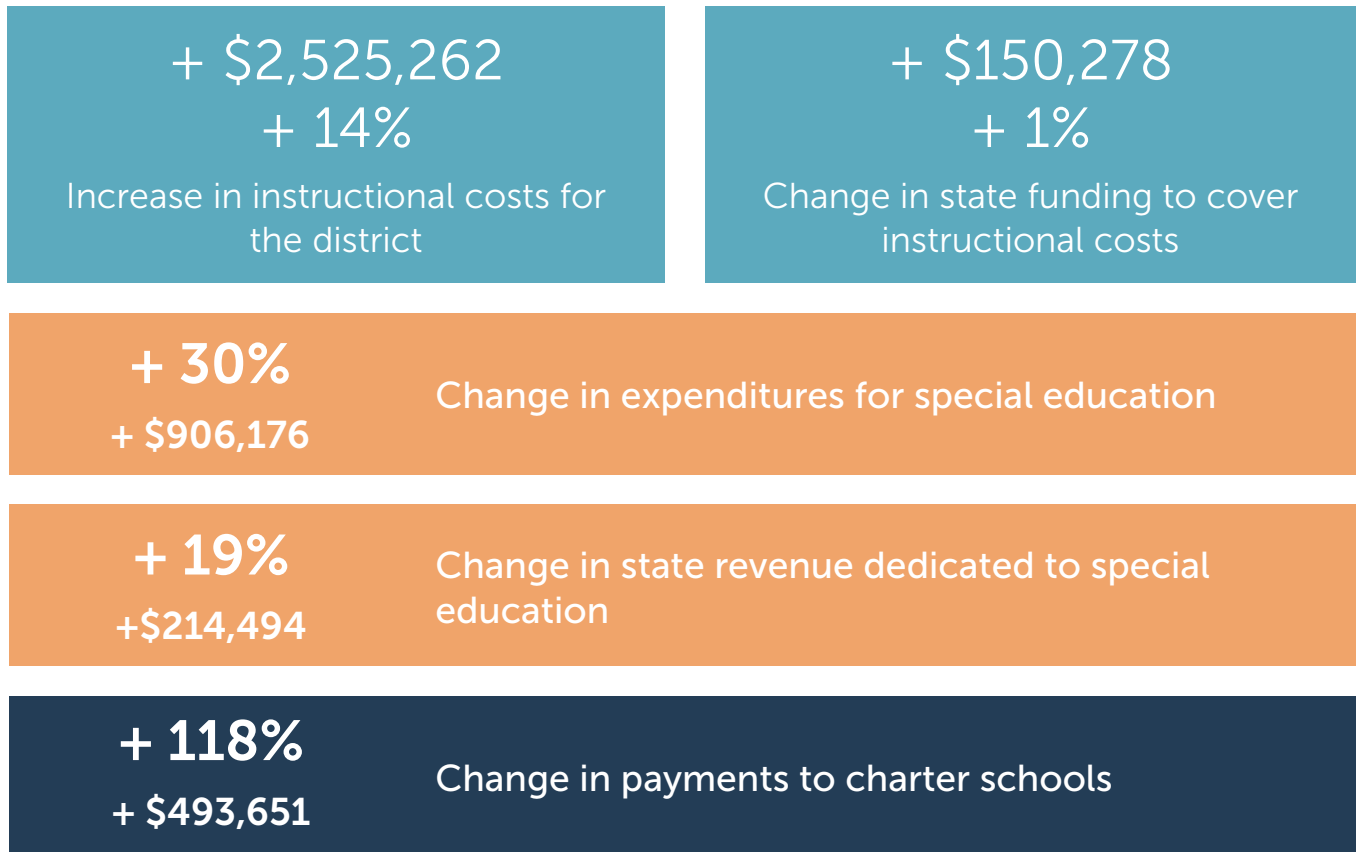 + $2,525,262
+ 14%
Increase in instructional costs for
the district
+ $150,278
+ 1%
Change in state funding to cover
instructional costs
+ 30%
+ $906,176
Change in expenditures for special education
+ 19%
+$214,494
Change in state revenue dedicated to special
education
+ 118%
+ $493,651
Change in payments to charter schools